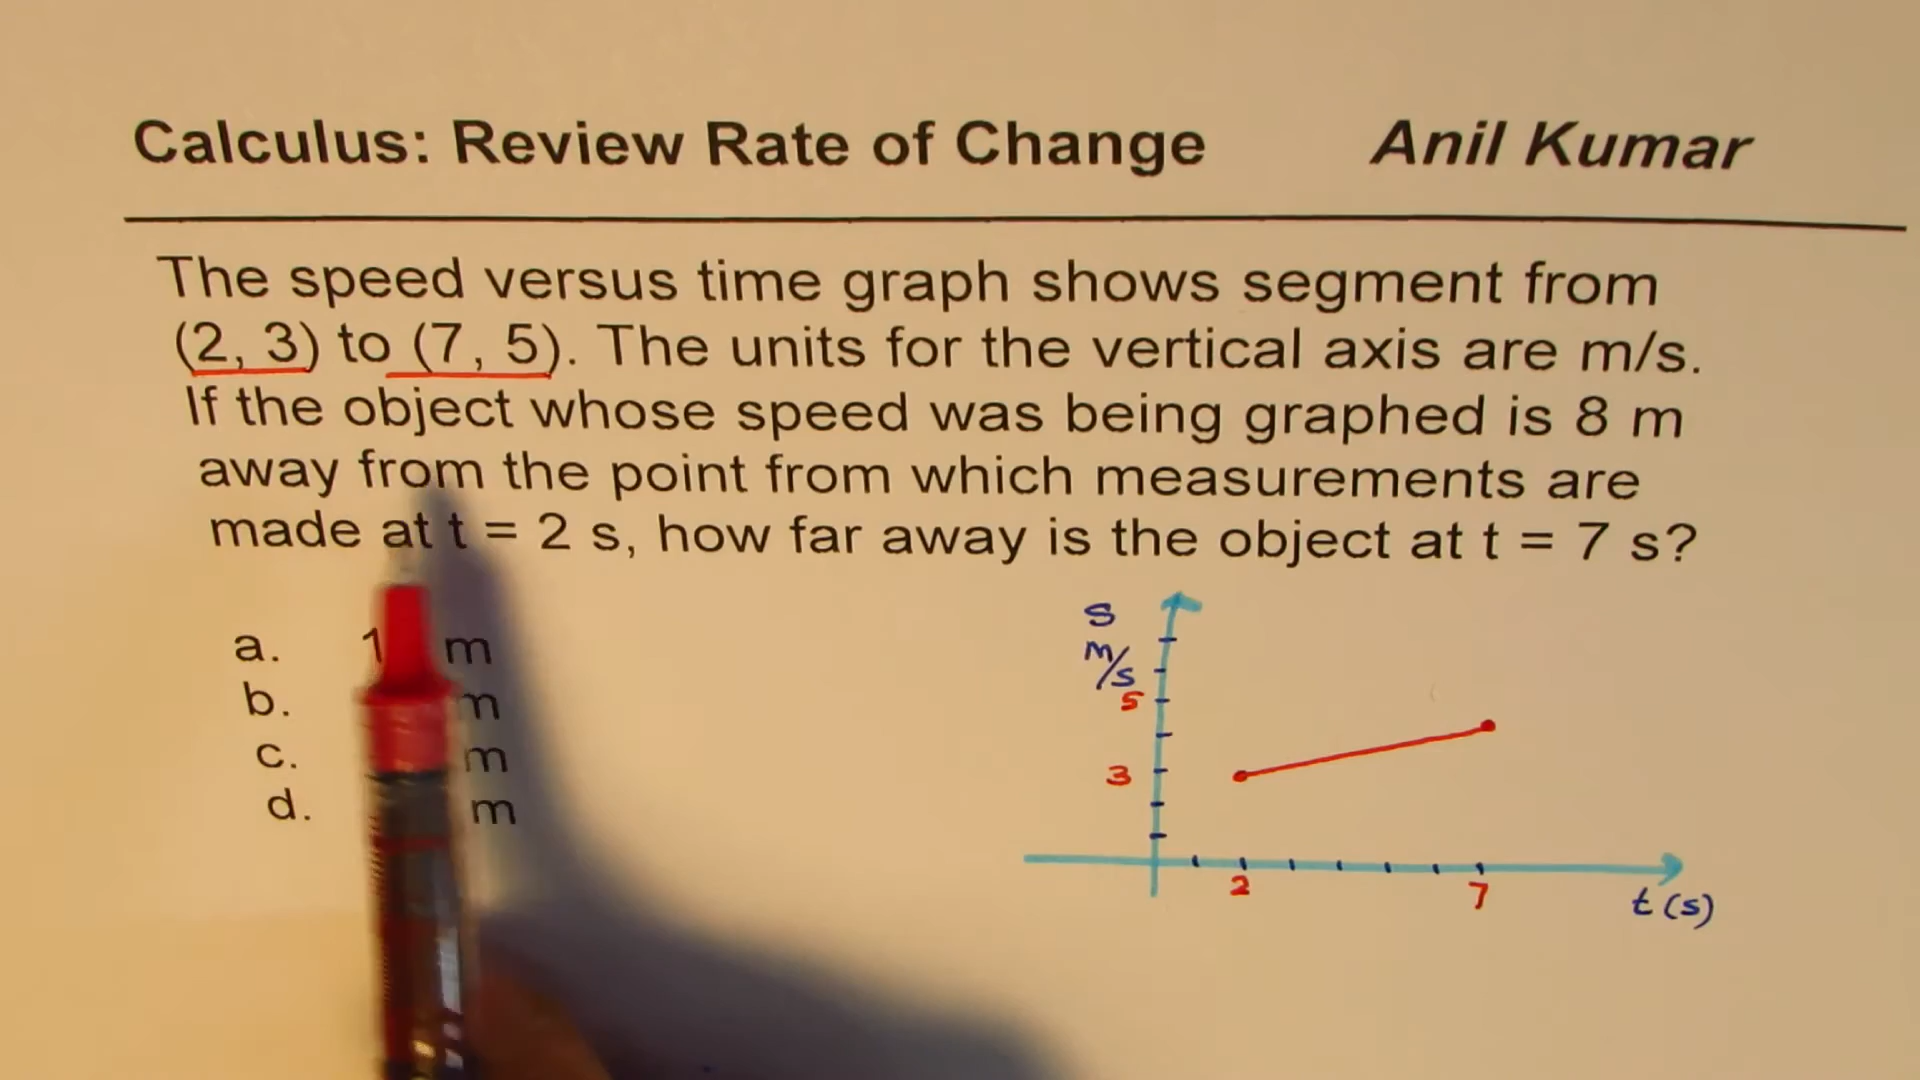 Calculus: Review Rate of Change Anil Kumar
The speed versus time graph shows segment from
(2, 3) to (7, 5). The units for the vertical axis are m/s.
If the object whose speed was being graphed is 8 m
away from the point from which measurements are
made at t = 2 s, how far away is the object at t = 7 s?
a. m
b. m
c. m
d. m
S
m/s
5
3
2 7
t (s)